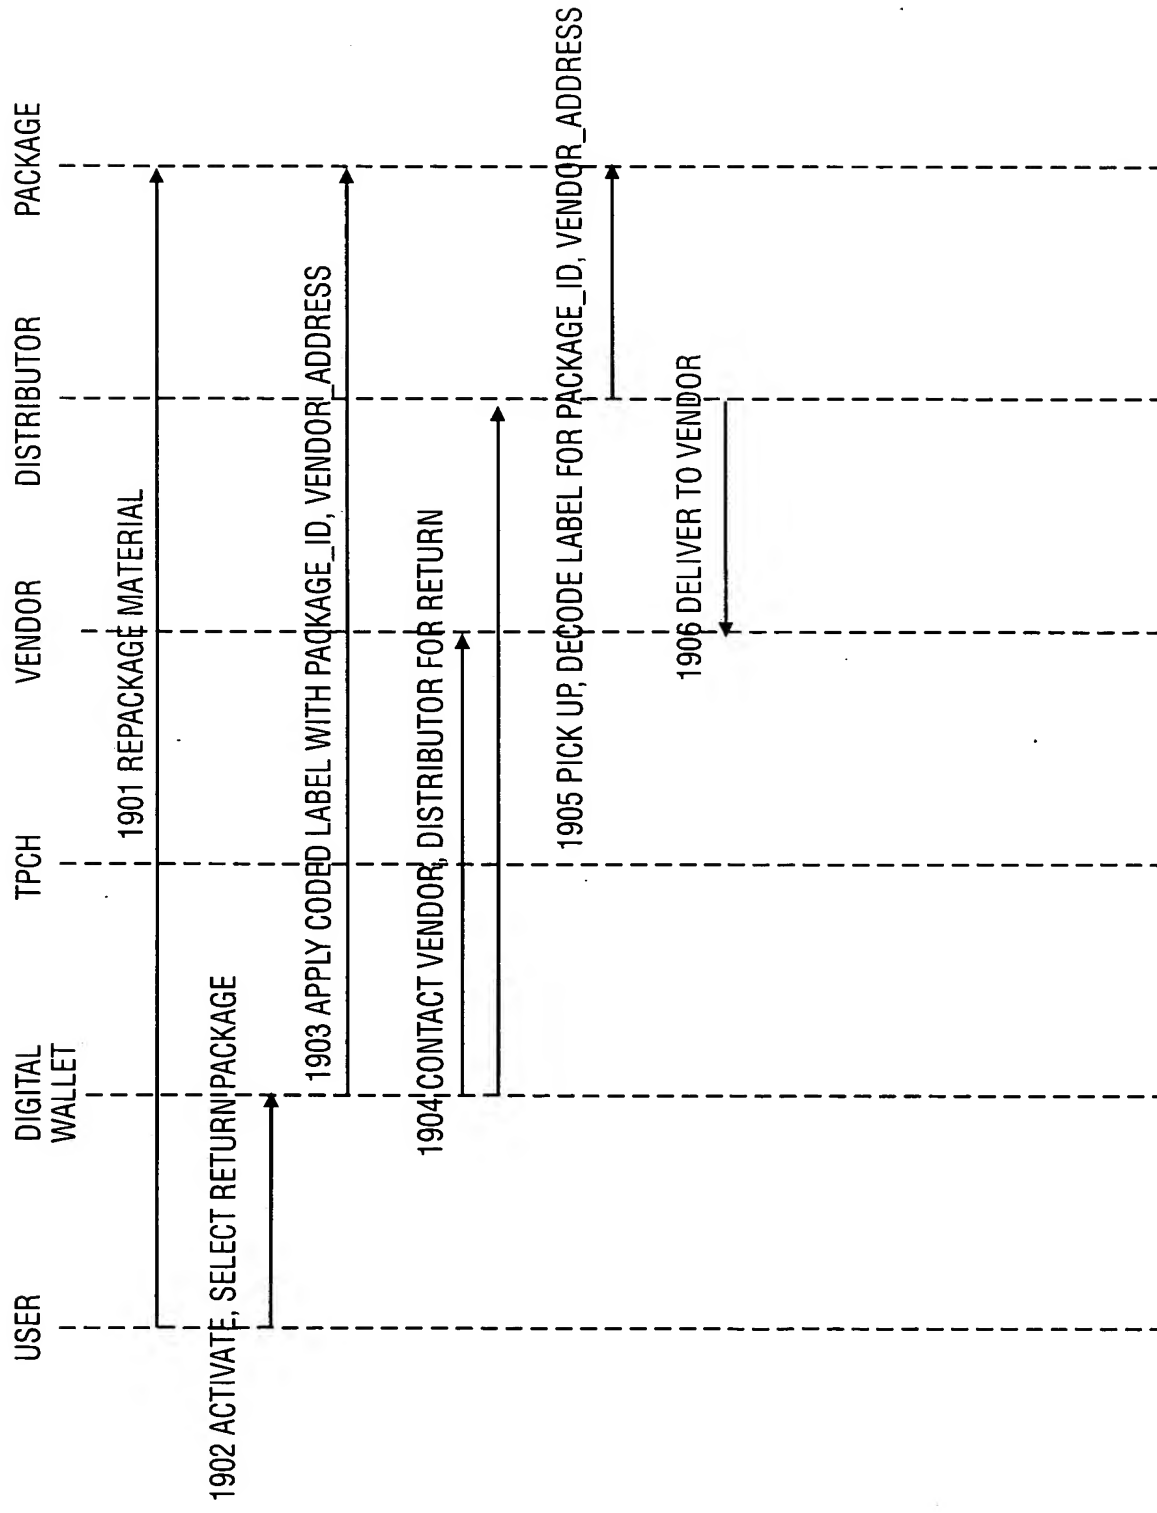 USER
DIGITAL
WALLET
TPCH
VENDOR
DISTRIBUTOR
PACKAGE
1901 REPACKAGE MATERIAL
1902 ACTIVATE, SELECT RETURN PACKAGE
1903 APPLY CODED LABEL WITH PACKAGE_ID, VENDOR_ADDRESS
1904 CONTACT VENDOR, DISTRIBUTOR FOR RETURN
1905 PICK UP, DECODE LABEL FOR PACKAGE_ID, VENDOR_ADDRESS
1906 DELIVER TO VENDOR